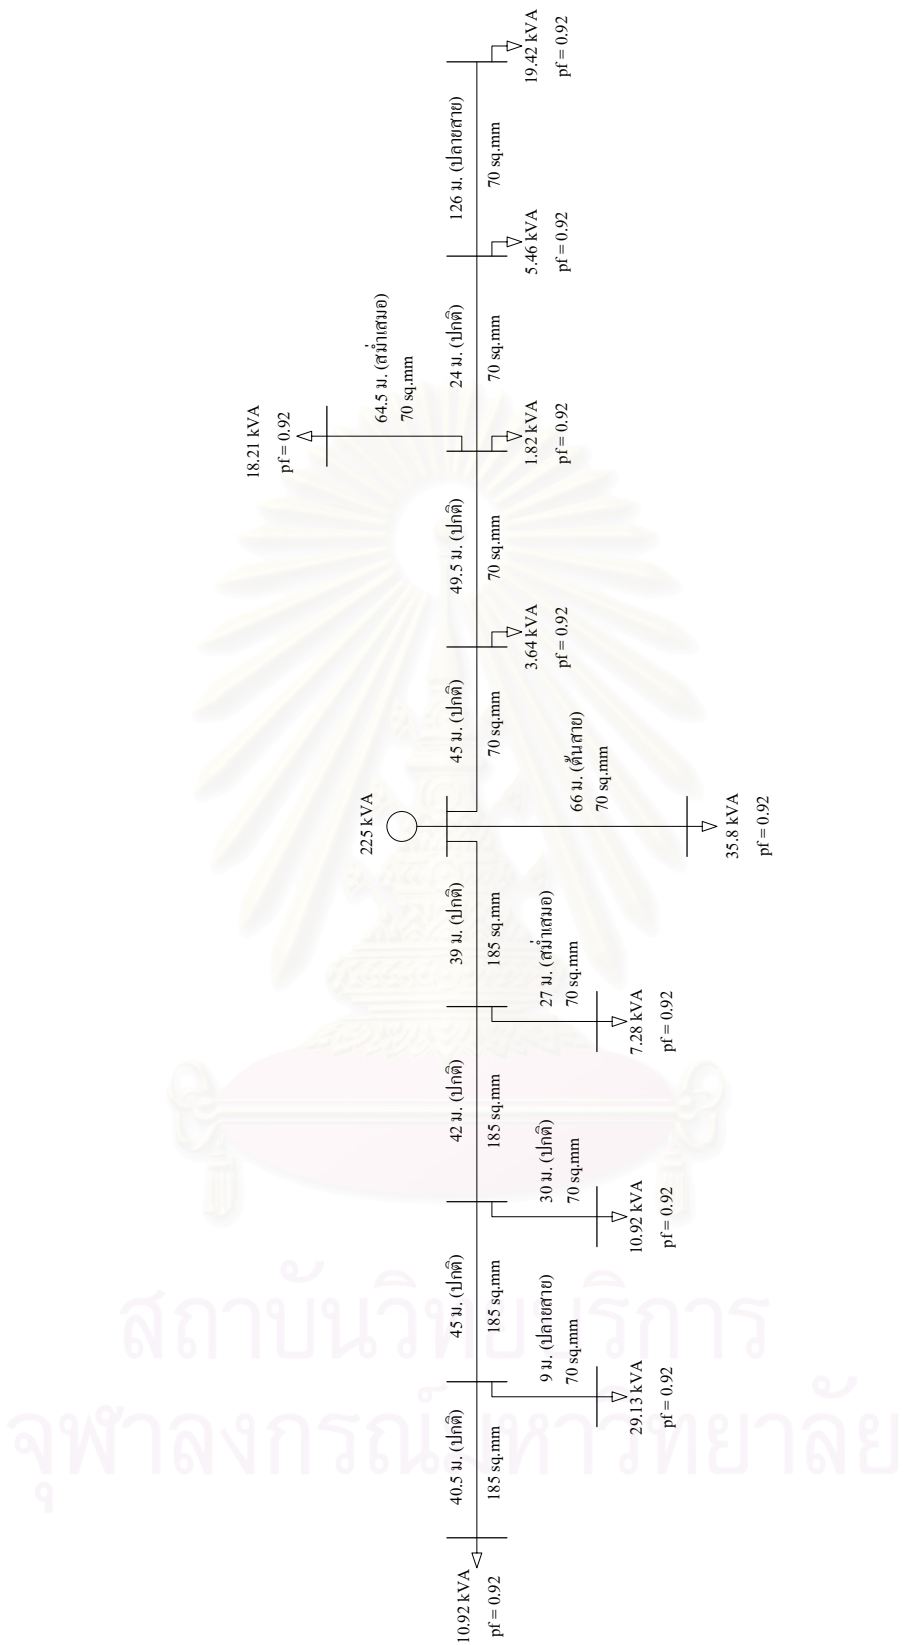 10.92 kVA
pf = 0.92
40.5 ม. (ปกติ)
185 sq.mm
29.13 kVA
pf = 0.92
9 ม. (ปลายสาย)
70 sq.mm
45 ม. (ปกติ)
185 sq.mm
10.92 kVA
pf = 0.92
30 ม. (ปกติ)
70 sq.mm
42 ม. (ปกติ)
185 sq.mm
7.28 kVA
pf = 0.92
27 ม. (สม่ำเสมอ)
70 sq.mm
39 ม. (ปกติ)
185 sq.mm
225 kVA
35.8 kVA
pf = 0.92
66 ม. (ต้นสาย)
70 sq.mm
45 ม. (ปกติ)
70 sq.mm
3.64 kVA
pf = 0.92
49.5 ม. (ปกติ)
70 sq.mm
18.21 kVA
pf = 0.92
64.5 ม. (สม่ำเสมอ)
70 sq.mm
1.82 kVA
pf = 0.92
24 ม. (ปกติ)
70 sq.mm
5.46 kVA
pf = 0.92
126 ม. (ปลายสาย)
70 sq.mm
19.42 kVA
pf = 0.92
สถาบันวิทยบริการ
จุฬาลงกรณ์มหาวิทยาลัย